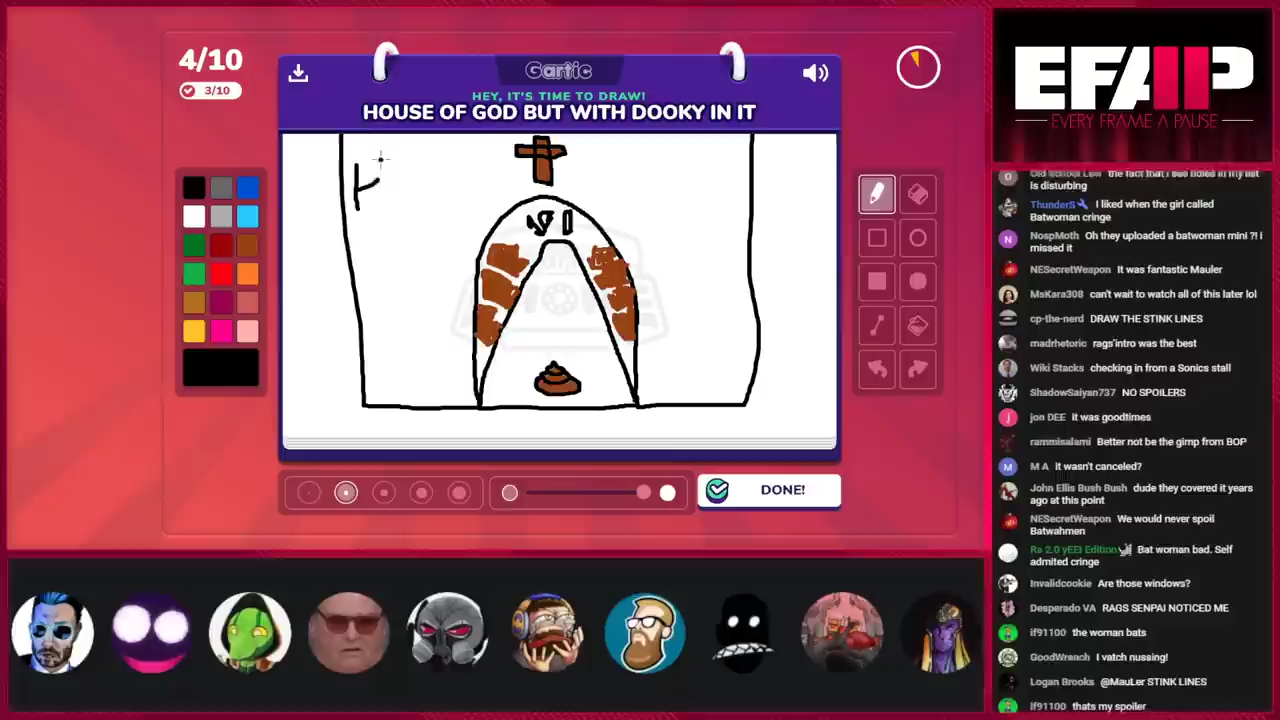 4/10
3/10
Gartic
HEY, IT'S TIME TO DRAW!
HOUSE OF GOD BUT WITH DOOKY IN IT
DONE!
EFAP
EVERY FRAME A PAUSE
is disturbing
ThunderS I liked when the girl called
Batwoman cringe
NospMoth Oh they uploaded a batwoman mini ?! i
missed it
NESecretWeapon It was fantastic Mauler
MsKara308 can't wait to watch all of this later lol
cp-the-nerd DRAW THE STINK LINES
madrhetoric rags'intro was the best
Wiki Stacks checking in from a Sonics stall
ShadowSaiyan737 NO SPOILERS
jon DEE it was goodtimes
rammisalami Better not be the gimp from BOP
M A it wasn't canceled?
John Ellis Bush Bush dude they covered it years
ago at this point
NESecretWeapon We would never spoil
Batwahmen
Ra 2.0 yEEt Edition Bat woman bad. Self
admited cringe
Invalidcookie Are those windows?
Desperado VA RAGS SENPAI NOTICED ME
if91100 the woman bats
GoodWrench I vatch nussing!
Logan Brooks @MauLer STINK LINES
if91100 thats my spoiler